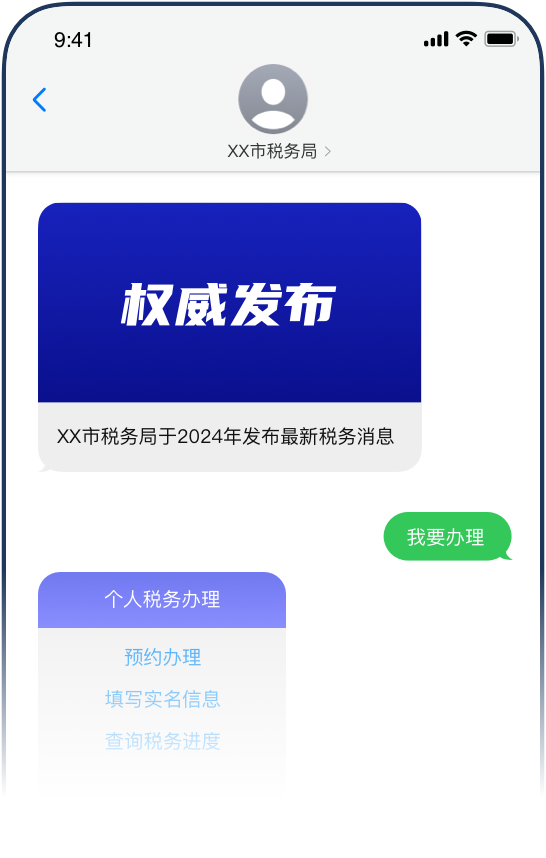 9:41
XX市税务局
权威发布
XX市税务局于2024年发布最新税务消息
我要办理
个人税务办理
预约办理
填写实名信息
查询税务进度